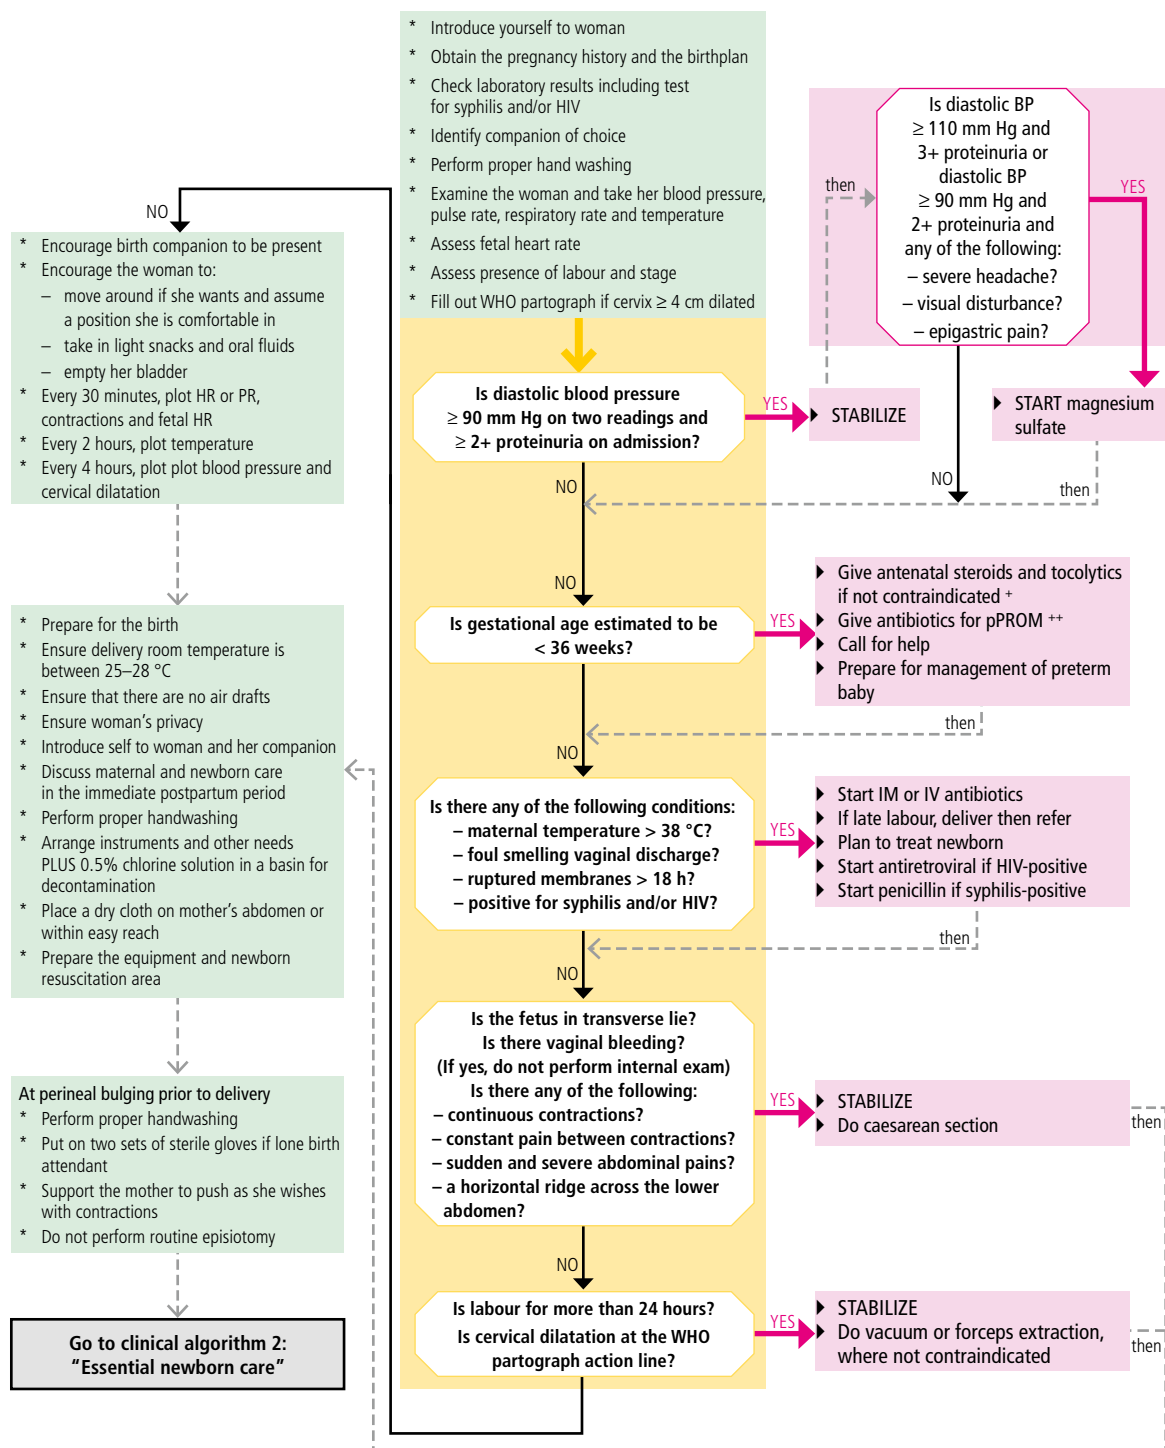 * Introduce yourself to woman
* Obtain the pregnancy history and the birthplan
* Check laboratory results including test
for syphilis and/or HIV
* Identify companion of choice
* Perform proper hand washing
* Examine the woman and take her blood pressure,
pulse rate, respiratory rate and temperature
* Assess fetal heart rate
* Assess presence of labour and stage
* Fill out WHO partograph if cervix ≥ 4 cm dilated
Is diastolic blood pressure
≥ 90 mm Hg on two readings and
≥ 2+ proteinuria on admission?
YES
STABILIZE
then
Is diastolic BP
≥ 110 mm Hg and
3+ proteinuria or
diastolic BP
≥ 90 mm Hg and
2+ proteinuria and
any of the following:
– severe headache?
– visual disturbance?
– epigastric pain?
YES
START magnesium
sulfate
then
NO
NO
NO
Is gestational age estimated to be
< 36 weeks?
YES
Give antenatal steroids and tocolytics
if not contraindicated +
Give antibiotics for pPROM ++
Call for help
Prepare for management of preterm
baby
then
NO
Is there any of the following conditions:
– maternal temperature > 38 °C?
– foul smelling vaginal discharge?
– ruptured membranes > 18 h?
– positive for syphilis and/or HIV?
YES
Start IM or IV antibiotics
If late labour, deliver then refer
Plan to treat newborn
Start antiretroviral if HIV-positive
Start penicillin if syphilis-positive
then
NO
Is the fetus in transverse lie?
Is there vaginal bleeding?
(If yes, do not perform internal exam)
Is there any of the following:
– continuous contractions?
– constant pain between contractions?
– sudden and severe abdominal pains?
– a horizontal ridge across the lower
abdomen?
YES
STABILIZE
Do caesarean section
then
NO
Is labour for more than 24 hours?
Is cervical dilatation at the WHO
partograph action line?
YES
STABILIZE
Do vacuum or forceps extraction,
where not contraindicated
then
NO
* Encourage birth companion to be present
* Encourage the woman to:
– move around if she wants and assume
a position she is comfortable in
– take in light snacks and oral fluids
– empty her bladder
* Every 30 minutes, plot HR or PR,
contractions and fetal HR
* Every 2 hours, plot temperature
* Every 4 hours, plot plot blood pressure and
cervical dilatation
* Prepare for the birth
* Ensure delivery room temperature is
between 25–28 °C
* Ensure that there are no air drafts
* Ensure woman's privacy
* Introduce self to woman and her companion
* Discuss maternal and newborn care
in the immediate postpartum period
* Perform proper handwashing
* Arrange instruments and other needs
PLUS 0.5% chlorine solution in a basin for
decontamination
* Place a dry cloth on mother's abdomen or
within easy reach
* Prepare the equipment and newborn
resuscitation area
At perineal bulging prior to delivery
* Perform proper handwashing
* Put on two sets of sterile gloves if lone birth
attendant
* Support the mother to push as she wishes
with contractions
* Do not perform routine episiotomy
Go to clinical algorithm 2:
“Essential newborn care”